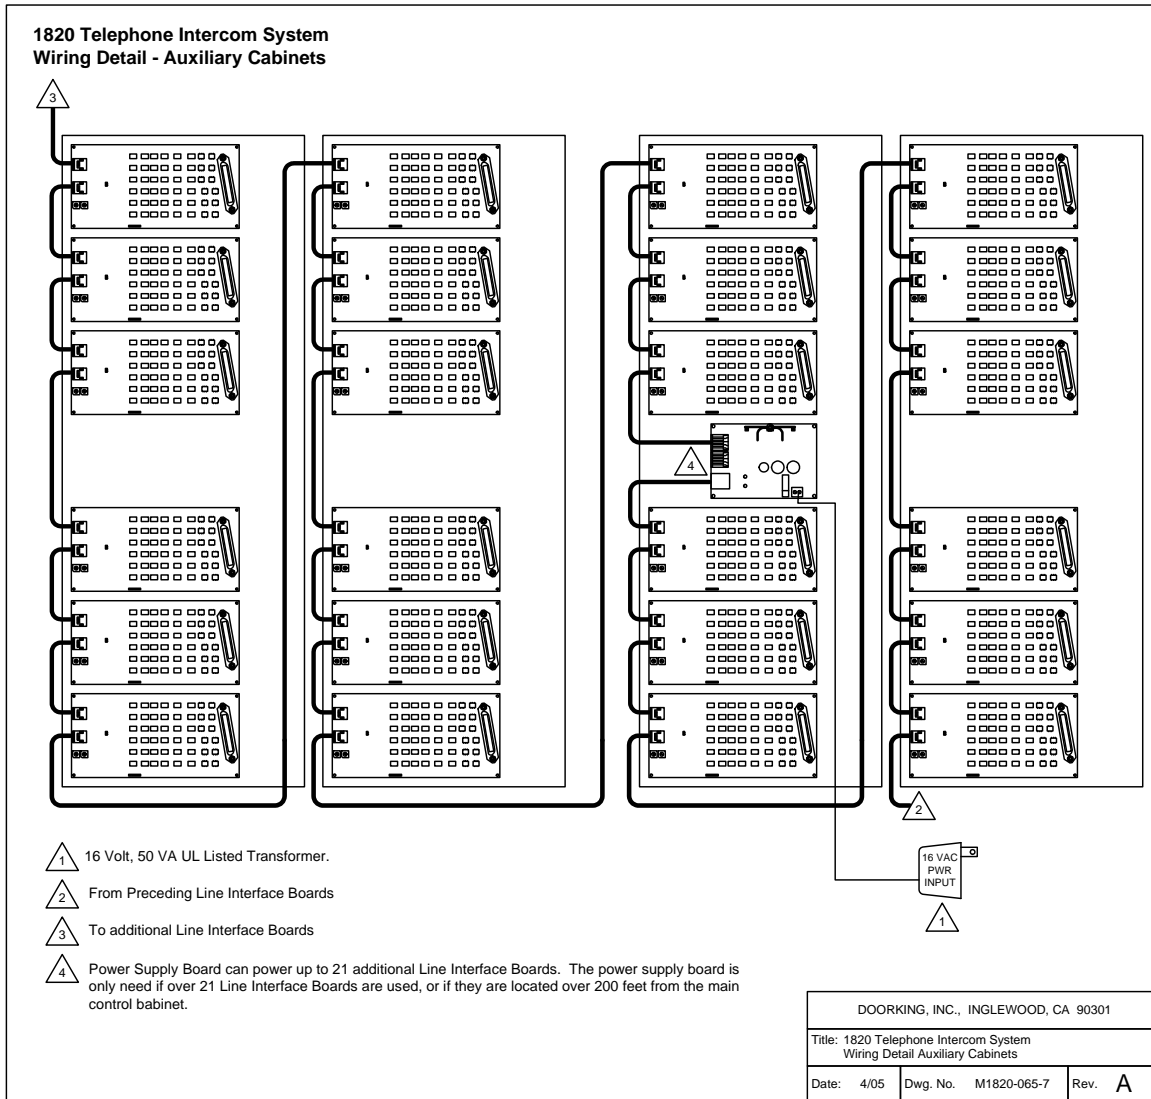 1820 Telephone Intercom System
Wiring Detail - Auxiliary Cabinets
3
4
2
16 VAC
PWR
INPUT
1
1 16 Volt, 50 VA UL Listed Transformer.
2 From Preceding Line Interface Boards
3 To additional Line Interface Boards
4 Power Supply Board can power up to 21 additional Line Interface Boards. The power supply board is
only need if over 21 Line Interface Boards are used, or if they are located over 200 feet from the main
control babinet.
DOORKING, INC., INGLEWOOD, CA 90301
Title: 1820 Telephone Intercom System
Wiring Detail Auxiliary Cabinets
Date: 4/05 Dwg. No. M1820-065-7 Rev. A